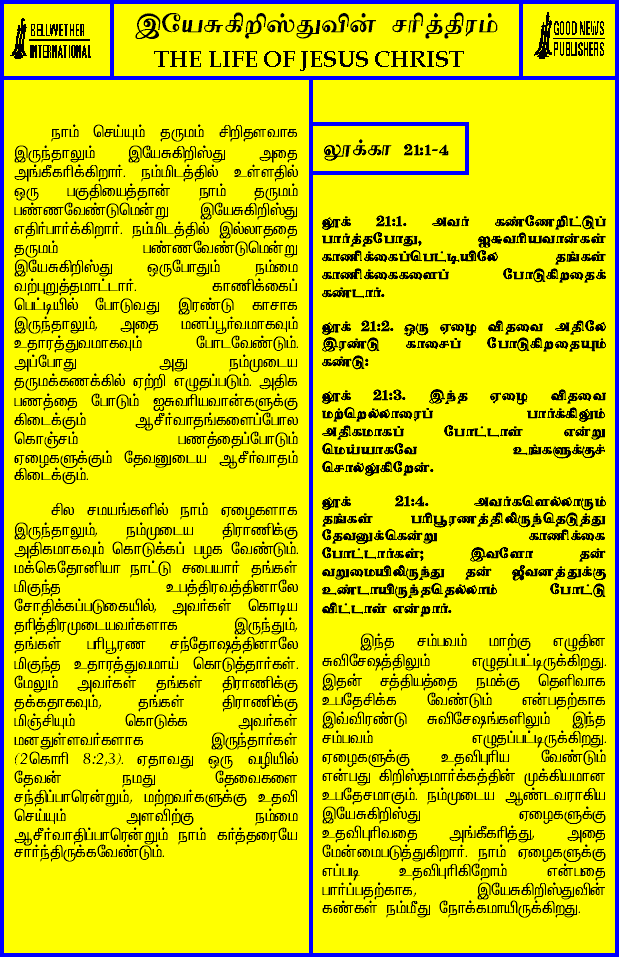 BELLWETHER
INTERNATIONAL
இயேசுகிறிஸ்துவின் சரித்திரம்
THE LIFE OF JESUS CHRIST
GOOD NEWS
PUBLISHERS
நாம் செய்யும் தருமம் சிறிதளவாக
இருந்தாலும் இயேசுகிறிஸ்து அதை
அங்கீகரிக்கிறார். நம்மிடத்தில் உள்ளதில்
ஒரு பகுதியைத்தான் நாம் தருமம்
பண்ணவேண்டுமென்று இயேசுகிறிஸ்து
எதிர்பார்க்கிறார். நம்மிடத்தில் இல்லாததை
தருமம் பண்ணவேண்டுமென்று
இயேசுகிறிஸ்து ஒருபோதும் நம்மை
வற்புறுத்தமாட்டார். காணிக்கைப்
பெட்டியில் போடுவது இரண்டு காசாக
இருந்தாலும், அதை மனப்பூர்வமாகவும்
உதாரத்துவமாகவும் போடவேண்டும்.
அப்போது அது நம்முடைய
தருமக்கணக்கில் ஏற்றி எழுதப்படும். அதிக
பணத்தை போடும் ஐசுவரியவான்களுக்கு
கிடைக்கும் ஆசீர்வாதங்களைப்போல
கொஞ்சம் பணத்தைப்போடும்
ஏழைகளுக்கும் தேவனுடைய ஆசீர்வாதம்
கிடைக்கும்.
சில சமயங்களில் நாம் ஏழைகளாக
இருந்தாலும், நம்முடைய திராணிக்கு
அதிகமாகவும் கொடுக்கப் பழக வேண்டும்.
மக்கெதோனியா நாட்டு சபையார் தங்கள்
மிகுந்த உபத்திரவத்தினாலே
சோதிக்கப்படுகையில், அவர்கள் கொடிய
தரித்திரமுடையவர்களாக இருந்தும்,
தங்கள் பரிபூரண சந்தோஷத்தினாலே
மிகுந்த உதாரத்துவமாய் கொடுத்தார்கள்.
மேலும் அவர்கள் தங்கள் திராணிக்கு
தக்கதாகவும், தங்கள் திராணிக்கு
மிஞ்சியும் கொடுக்க அவர்கள்
மனதுள்ளவர்களாக இருந்தார்கள்
(2கொரி 8:2,3). ஏதாவது ஒரு வழியில்
தேவன் நமது தேவைகளை
சந்திப்பாரென்றும், மற்றவர்களுக்கு உதவி
செய்யும் அளவிற்கு நம்மை
ஆசீர்வாதிப்பாரென்றும் நாம் கர்த்தரையே
சார்ந்திருக்கவேண்டும்.
லூக்கா 21:1-4
லூக் 21:1. அவர் கண்ணேறிட்டுப்
பார்த்தபோது, ஐசுவரியவான்கள்
காணிக்கைப்பெட்டியிலே தங்கள்
காணிக்கைகளைப் போடுகிறதைக்
கண்டார்.
லூக் 21:2. ஒரு ஏழை விதவை அதிலே
இரண்டு காசைப் போடுகிறதையும்
கண்டு:
லூக் 21:3. இந்த ஏழை விதவை
மற்றெல்லாரைப் பார்க்கிலும்
அதிகமாகப் போட்டாள் என்று
மெய்யாகவே உங்களுக்குச்
சொல்லுகிறேன்.
லூக் 21:4. அவர்களெல்லாரும்
தங்கள் பரிபூரணத்திலிருந்தெடுத்து
தேவனுக்கென்று காணிக்கை
போட்டார்கள்; இவளோ தன்
வறுமையிலிருந்து தன் ஜீவனத்துக்கு
உண்டாயிருந்ததெல்லாம் போட்டு
விட்டாள் என்றார்.
இந்த சம்பவம் மாற்கு எழுதின
சுவிசேஷத்திலும் எழுதப்பட்டிருக்கிறது.
இதன் சத்தியத்தை நமக்கு தெளிவாக
உபதேசிக்க வேண்டும் என்பதற்காக
இவ்விரண்டு சுவிசேஷங்களிலும் இந்த
சம்பவம் எழுதப்பட்டிருக்கிறது.
ஏழைகளுக்கு உதவிபுரிய வேண்டும்
என்பது கிறிஸ்தமார்க்கத்தின் முக்கியமான
உபதேசமாகும். நம்முடைய ஆண்டவராகிய
இயேசுகிறிஸ்து ஏழைகளுக்கு
உதவிபுரிவதை அங்கீகரித்து, அதை
மேன்மைபடுத்துகிறார். நாம் ஏழைகளுக்கு
எப்படி உதவிபுரிகிறோம் என்பதை
பார்ப்பதற்காக, இயேசுகிறிஸ்துவின்
கண்கள் நம்மீது நோக்கமாயிருக்கிறது.